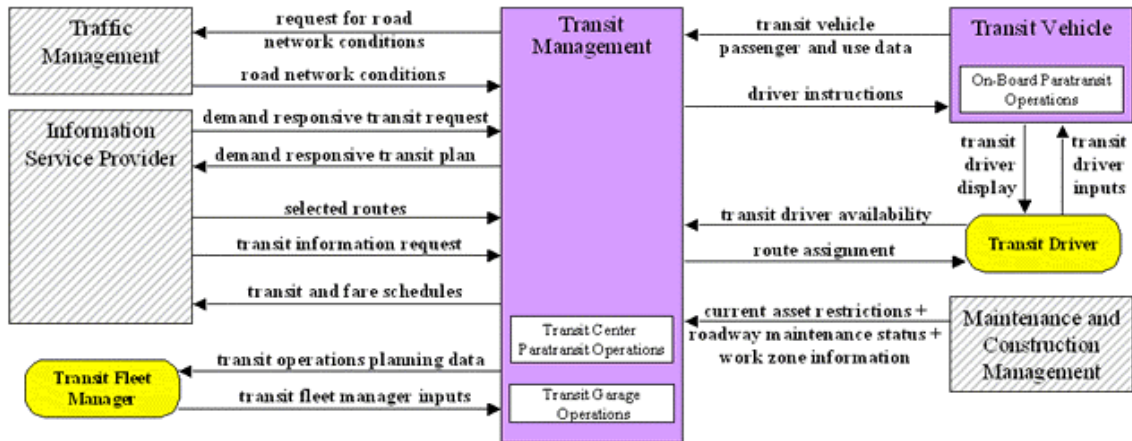 Traffic
Management
request for road
network conditions
road network conditions
Information
Service Provider
demand responsive transit request
demand responsive transit plan
selected routes
transit information request
transit and fare schedules
Transit Fleet
Manager
transit operations planning data
transit fleet manager inputs
Transit
Management
Transit Center
Paratransit Operations
Transit Garage
Operations
transit vehicle
passenger and use data
driver instructions
Transit Vehicle
On-Board Paratransit
Operations
transit
driver
display
transit
driver
inputs
transit driver availability
route assignment
Transit Driver
current asset restrictions +
roadway maintenance status +
work zone information
Maintenance and
Construction
Management